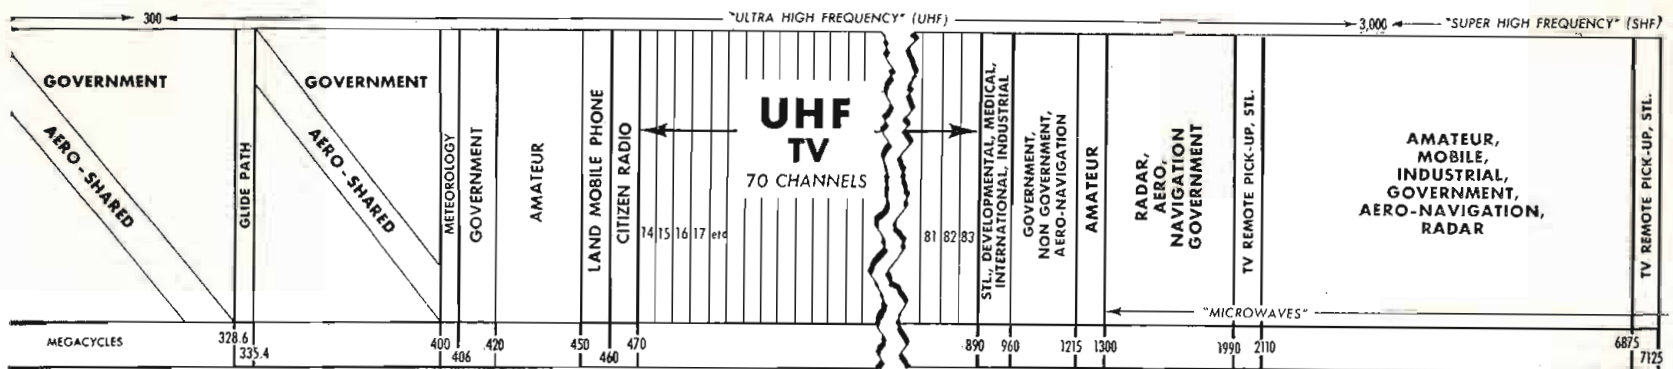 300 "ULTRA HIGH FREQUENCY" (UHF) 3,000 "SUPER HIGH FREQUENCY" (SHF)
GOVERNMENT
AERO-SHARED
GLIDE PATH
GOVERNMENT
AERO-SHARED
METEOROLOGY
GOVERNMENT
AMATEUR
LAND MOBILE PHONE
CITIZEN RADIO
14 15 16 17 etc
UHF
TV
70 CHANNELS
81 82 83
STL., DEVELOPMENTAL, MEDICAL,
INTERNATIONAL, INDUSTRIAL
GOVERNMENT,
NON GOVERNMENT,
AERO-NAVIGATION
AMATEUR
RADAR,
AERO,
NAVIGATION
GOVERNMENT
TV REMOTE PICK-UP, STL.
AMATEUR,
MOBILE,
INDUSTRIAL,
GOVERNMENT,
AERO-NAVIGATION,
RADAR
TV REMOTE PICK-UP, STL.
"MICROWAVES"
MEGACYCLES 328.6 335.4 400 406 420 450 460 470 890 960 1215 1300 1990 2110 6875 7125